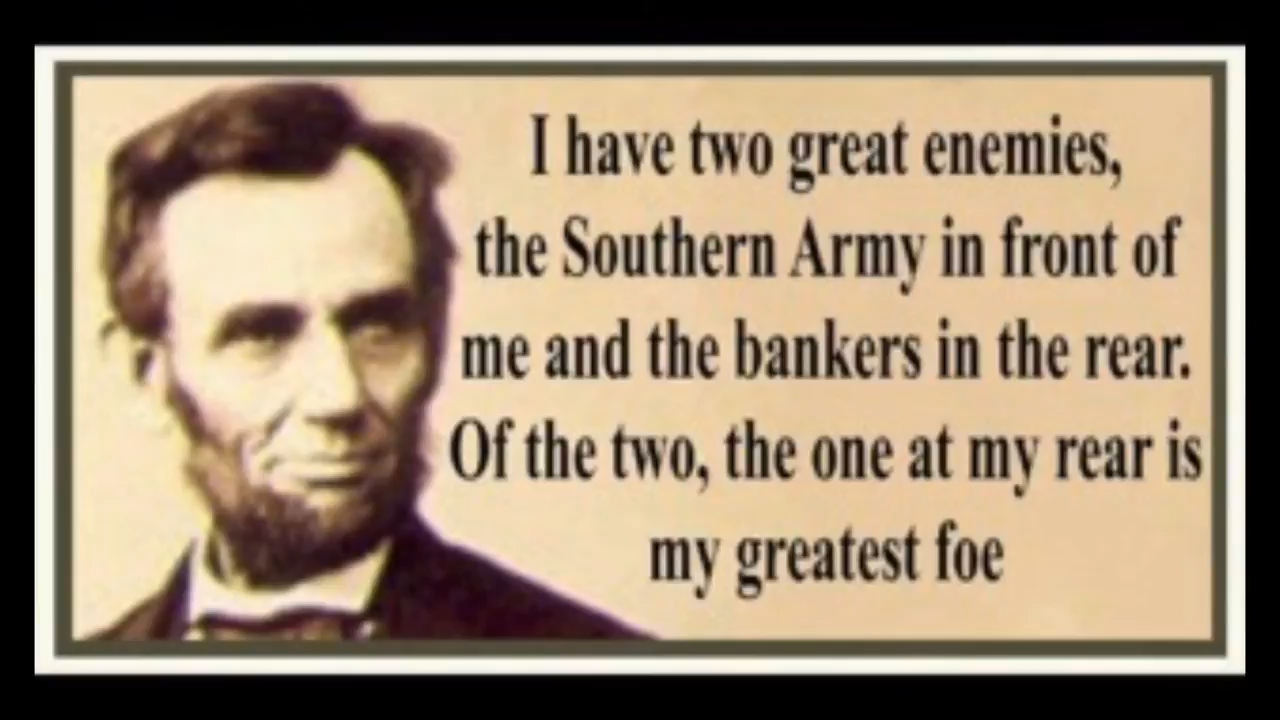 I have two great enemies,
the Southern Army in front of
me and the bankers in the rear.
Of the two, the one at my rear is
my greatest foe